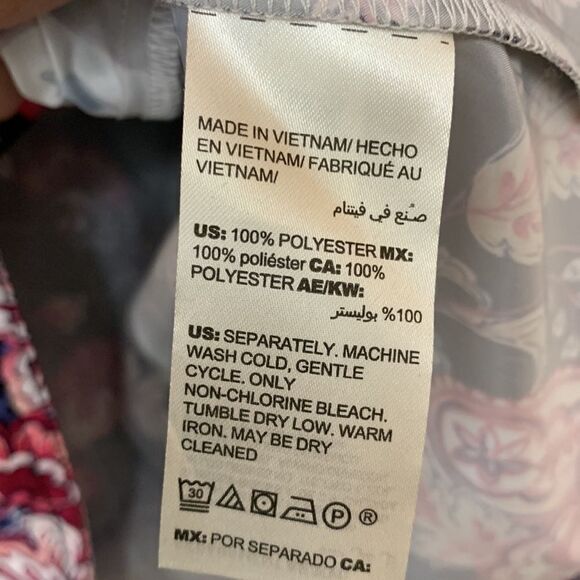 MADE IN VIETNAM/ HECHO
EN VIETNAM/ FABRIQUÉ AU
VIETNAM/
صُنع في فيتنام
US: 100% POLYESTER MX:
100% poliéster CA: 100%
POLYESTER AE/KW:
100% بوليستر
US: SEPARATELY. MACHINE
WASH COLD, GENTLE
CYCLE. ONLY
NON-CHLORINE BLEACH.
TUMBLE DRY LOW. WARM
IRON. MAY BE DRY
CLEANED
30 P ®
MX: POR SEPARADO CA: